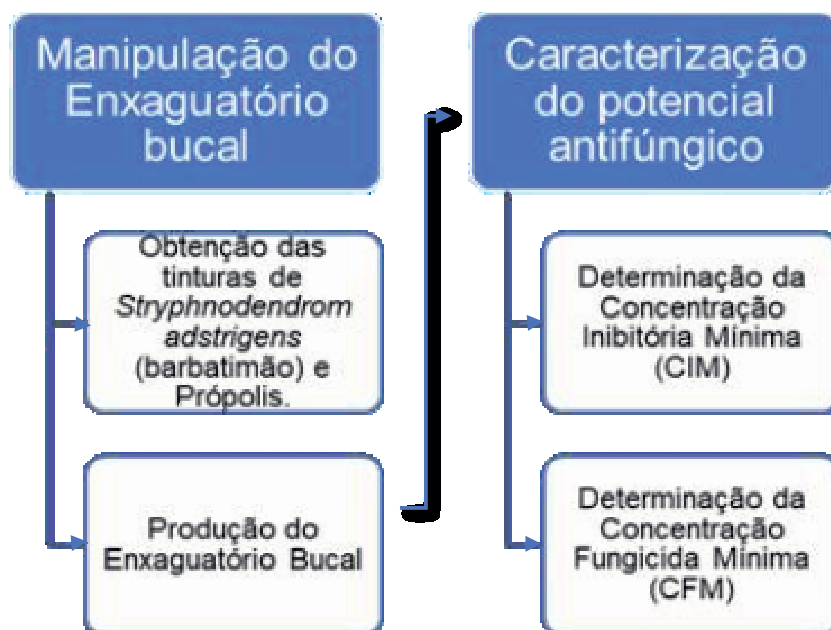 Manipulação do
Enxaguatório
bucal
Obtenção das
tinturas de
Stryphnodendrom
adstrigens
(barbatimão) e
Própolis.
Produção do
Enxaguatório Bucal
Caracterização
do potencial
antifúngico
Determinação da
Concentração
Inibitória Mínima
(CIM)
Determinação da
Concentração
Fungicida Mínima
(CFM)